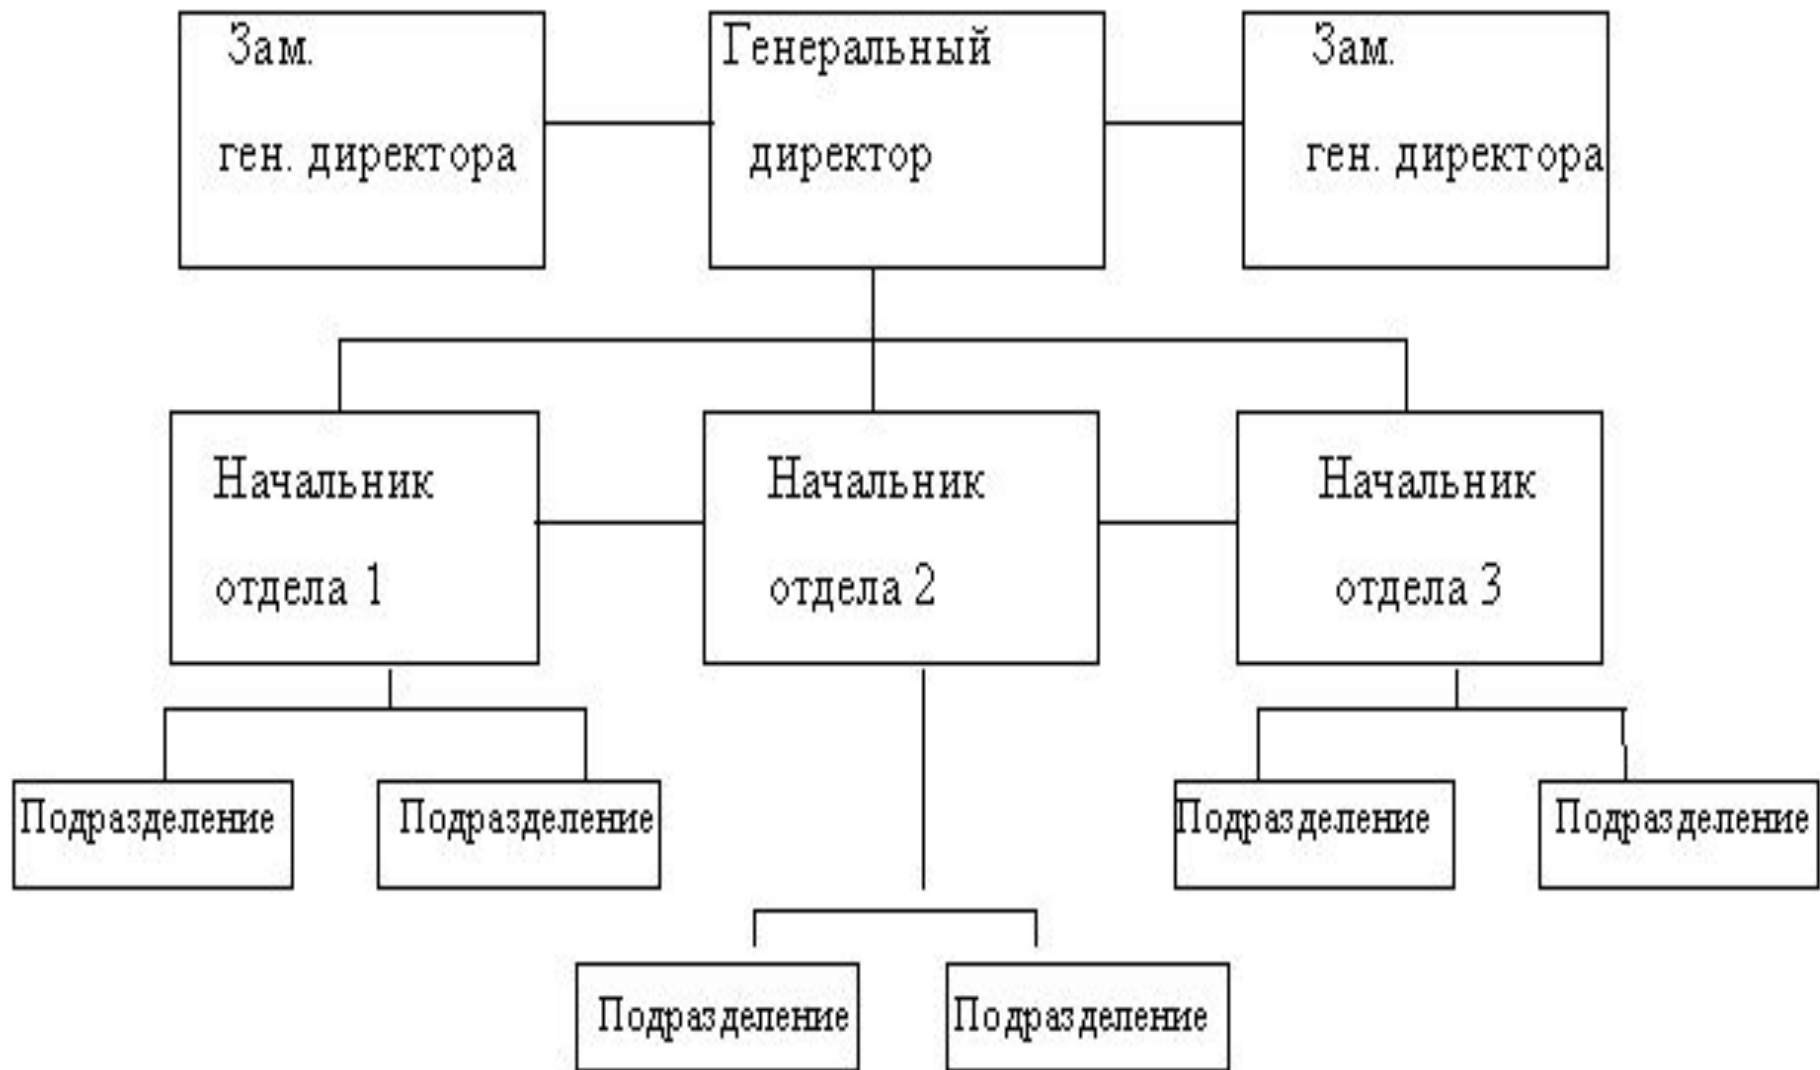 Зам.
ген. директора
Генеральный
директор
Зам.
ген. директора
Начальник
отдела 1
Начальник
отдела 2
Начальник
отдела 3
Подразделение
Подразделение
Подразделение
Подразделение
Подразделение
Подразделение